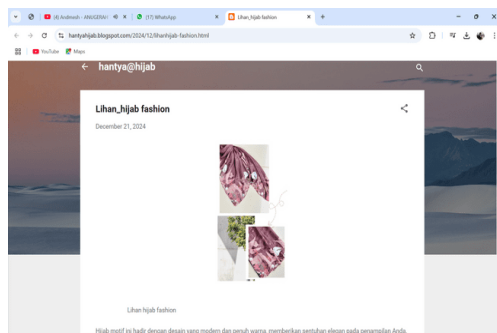 (4) Andmesh - ANUGERAH
(17) WhatsApp
Lihan_hijab fashion
hantyahijab.blogspot.com/2024/12/lihanhijab-fashion.html
YouTube
Maps
hantya@hijab
Lihan_hijab fashion
December 21, 2024
Lihan hijab fashion
Hijab motif ini hadir dengan desain yang modern dan penuh warna, memberikan sentuhan elegan pada penampilan Anda.